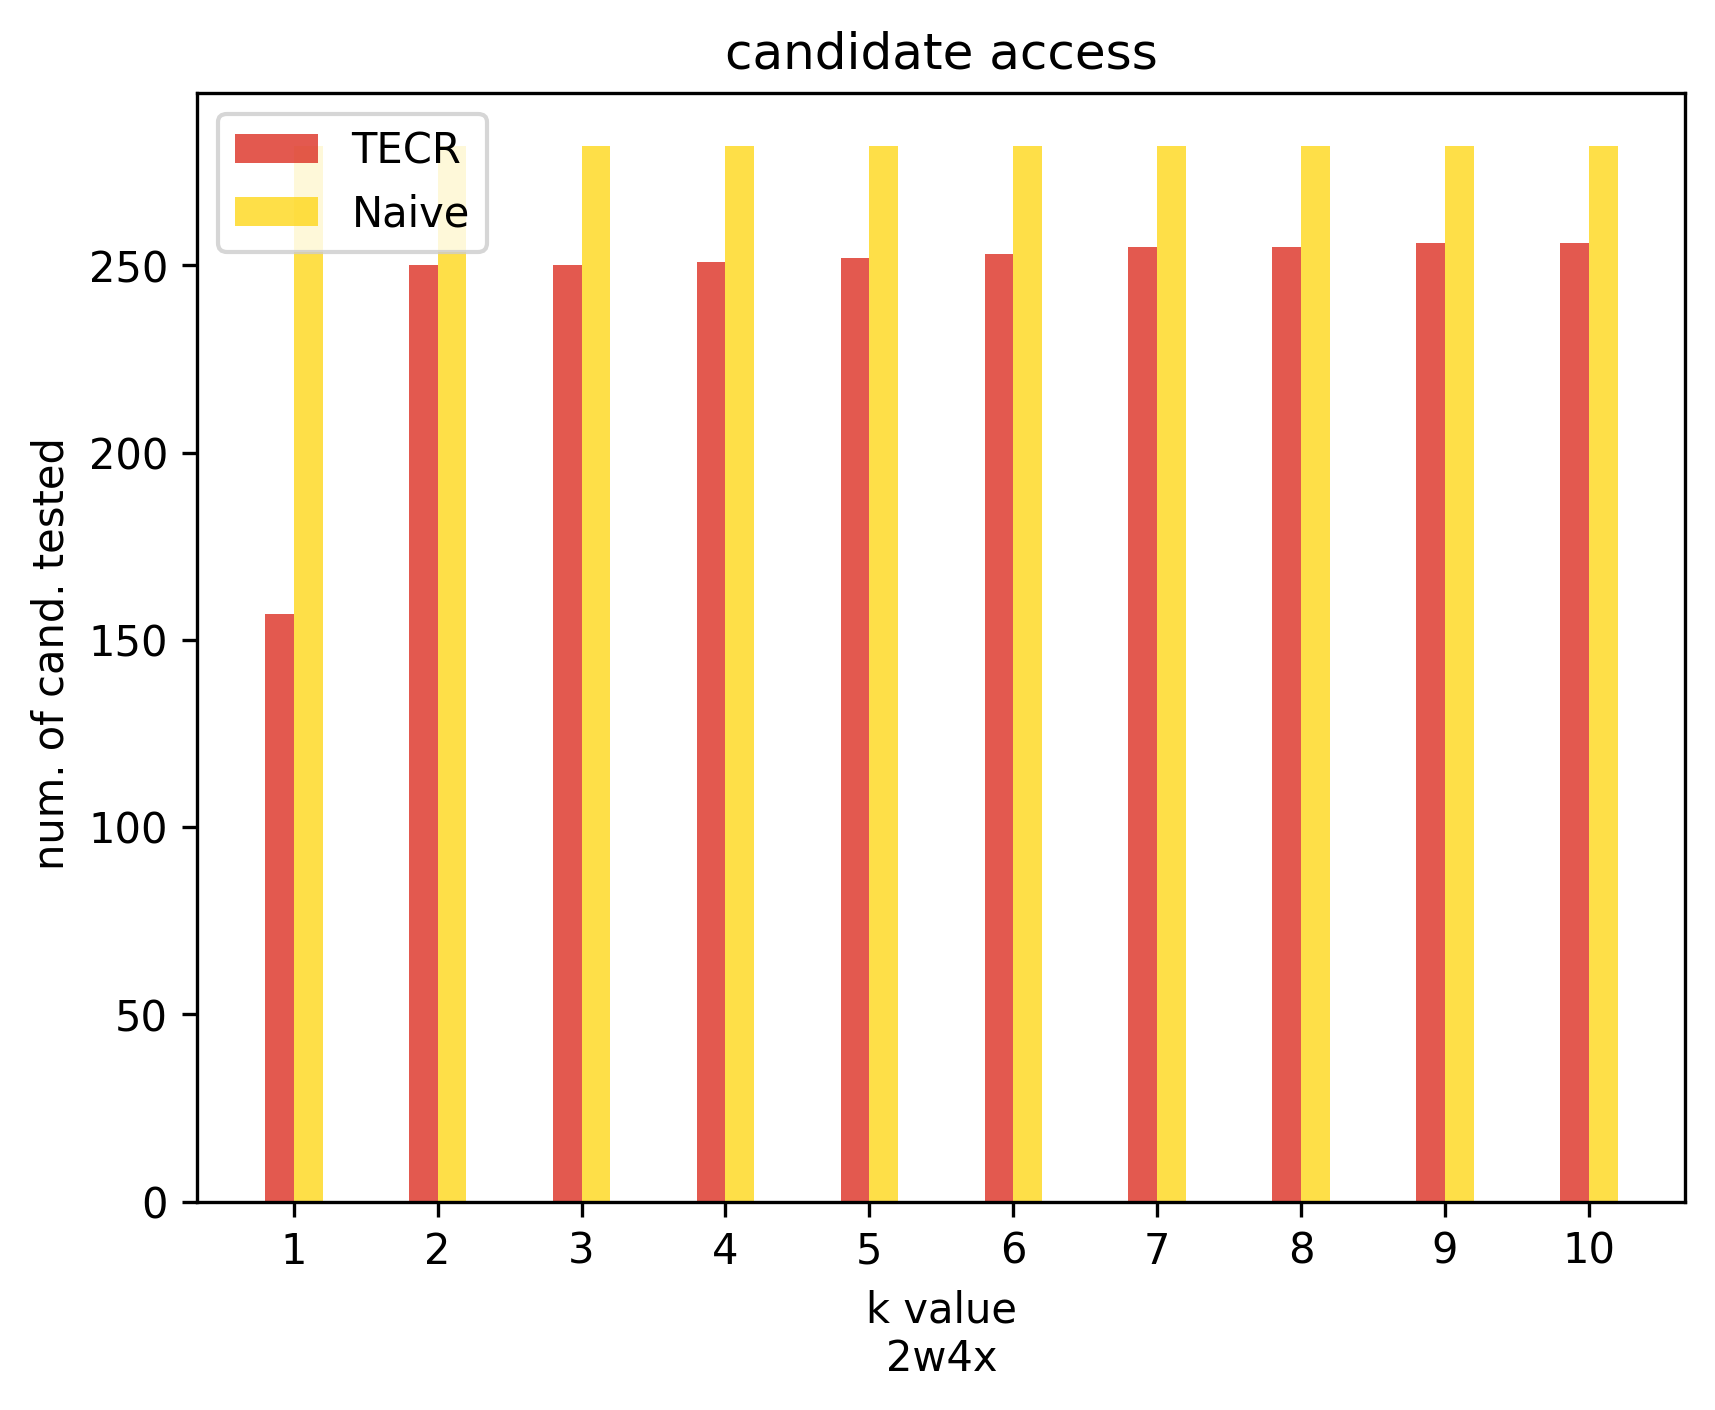 candidate access
TECR
Naive
num. of cand. tested
250
200
150
100
50
0
1 2 3 4 5 6 7 8 9 10
k value
2w4x